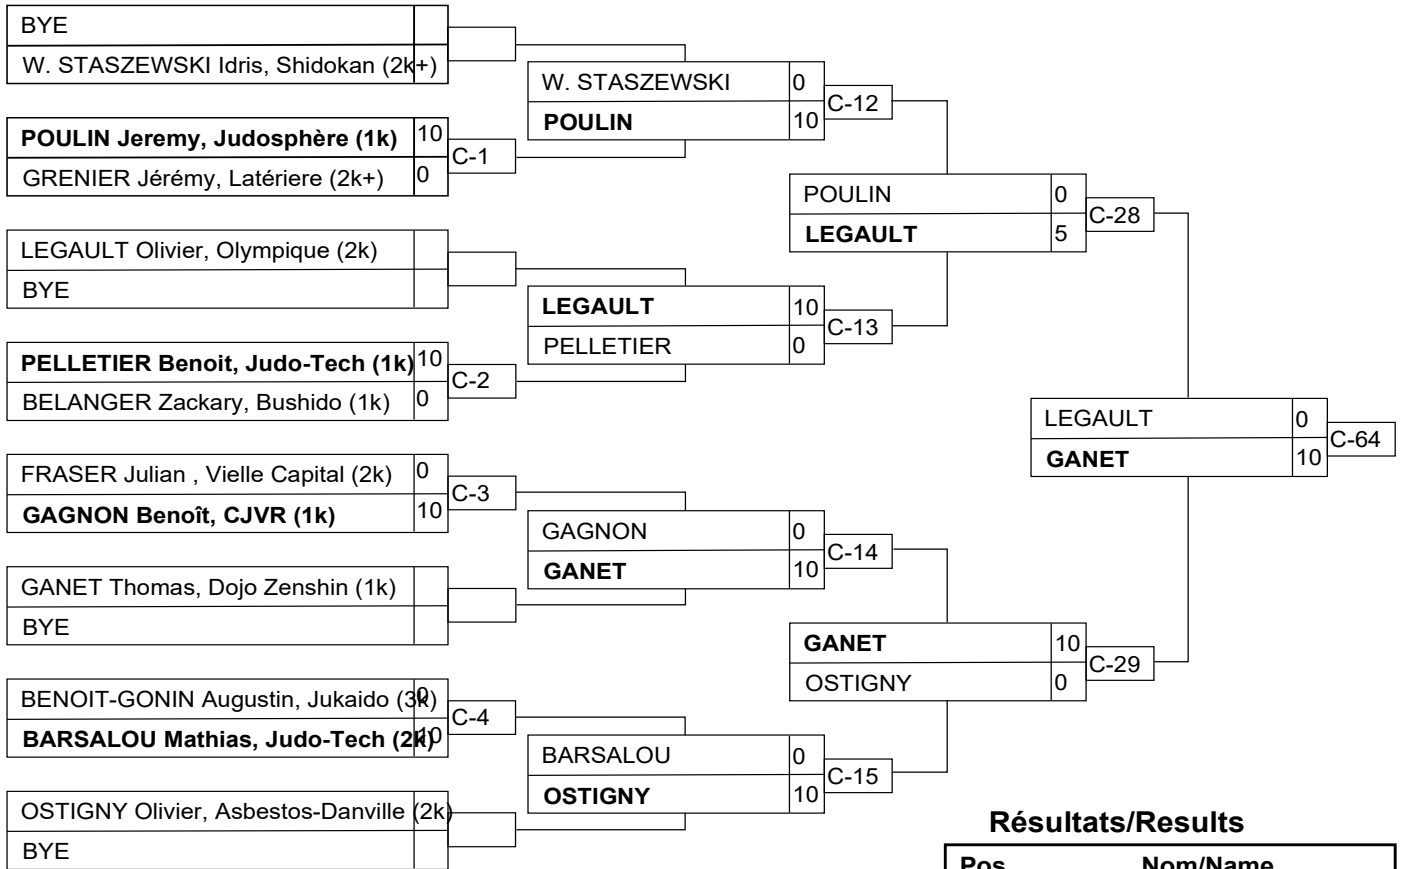 BYE
W. STASZEWSKI Idris, Shidokan (2k+)
POULIN Jeremy, Judosphère (1k) 10
GRENIER Jérémy, Latériere (2k+) 0
C-1
LEGAULT Olivier, Olympique (2k)
BYE
PELLETIER Benoit, Judo-Tech (1k) 10
BELANGER Zackary, Bushido (1k) 0
C-2
FRASER Julian , Vielle Capital (2k) 0
GAGNON Benoît, CJVR (1k) 10
C-3
GANET Thomas, Dojo Zenshin (1k)
BYE
BENOIT-GONIN Augustin, Jukaido (3k) 0
BARSALOU Mathias, Judo-Tech (2k) 10
C-4
OSTIGNY Olivier, Asbestos-Danville (2k)
BYE
W. STASZEWSKI 0
POULIN 10
C-12
LEGAULT 10
PELLETIER 0
C-13
GAGNON 0
GANET 10
C-14
BARSALOU 0
OSTIGNY 10
C-15
POULIN 0
LEGAULT 5
C-28
GANET 10
OSTIGNY 0
C-29
LEGAULT 0
GANET 10
C-64
Résultats/Results
Pos Nom/Name